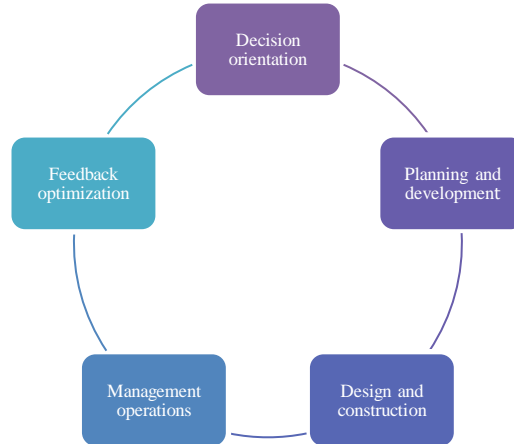 Decision
orientation
Planning and
development
Design and
construction
Management
operations
Feedback
optimization